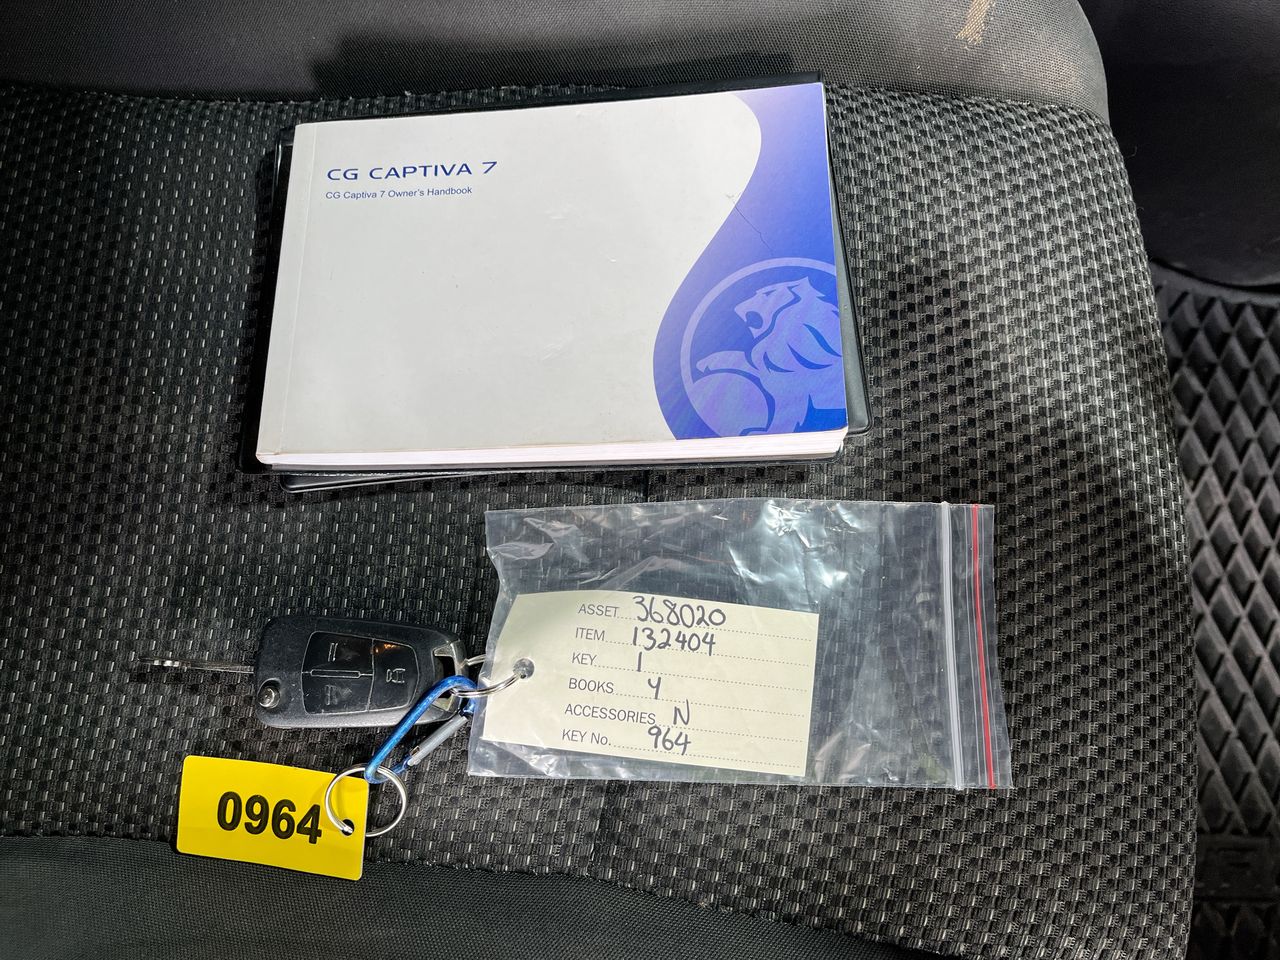 CG CAPTIVA 7
CG Captiva 7 Owner's Handbook
ASSET 368020
ITEM 132404
KEY 1
BOOKS Y
ACCESSORIES N
KEY No. 964
0964